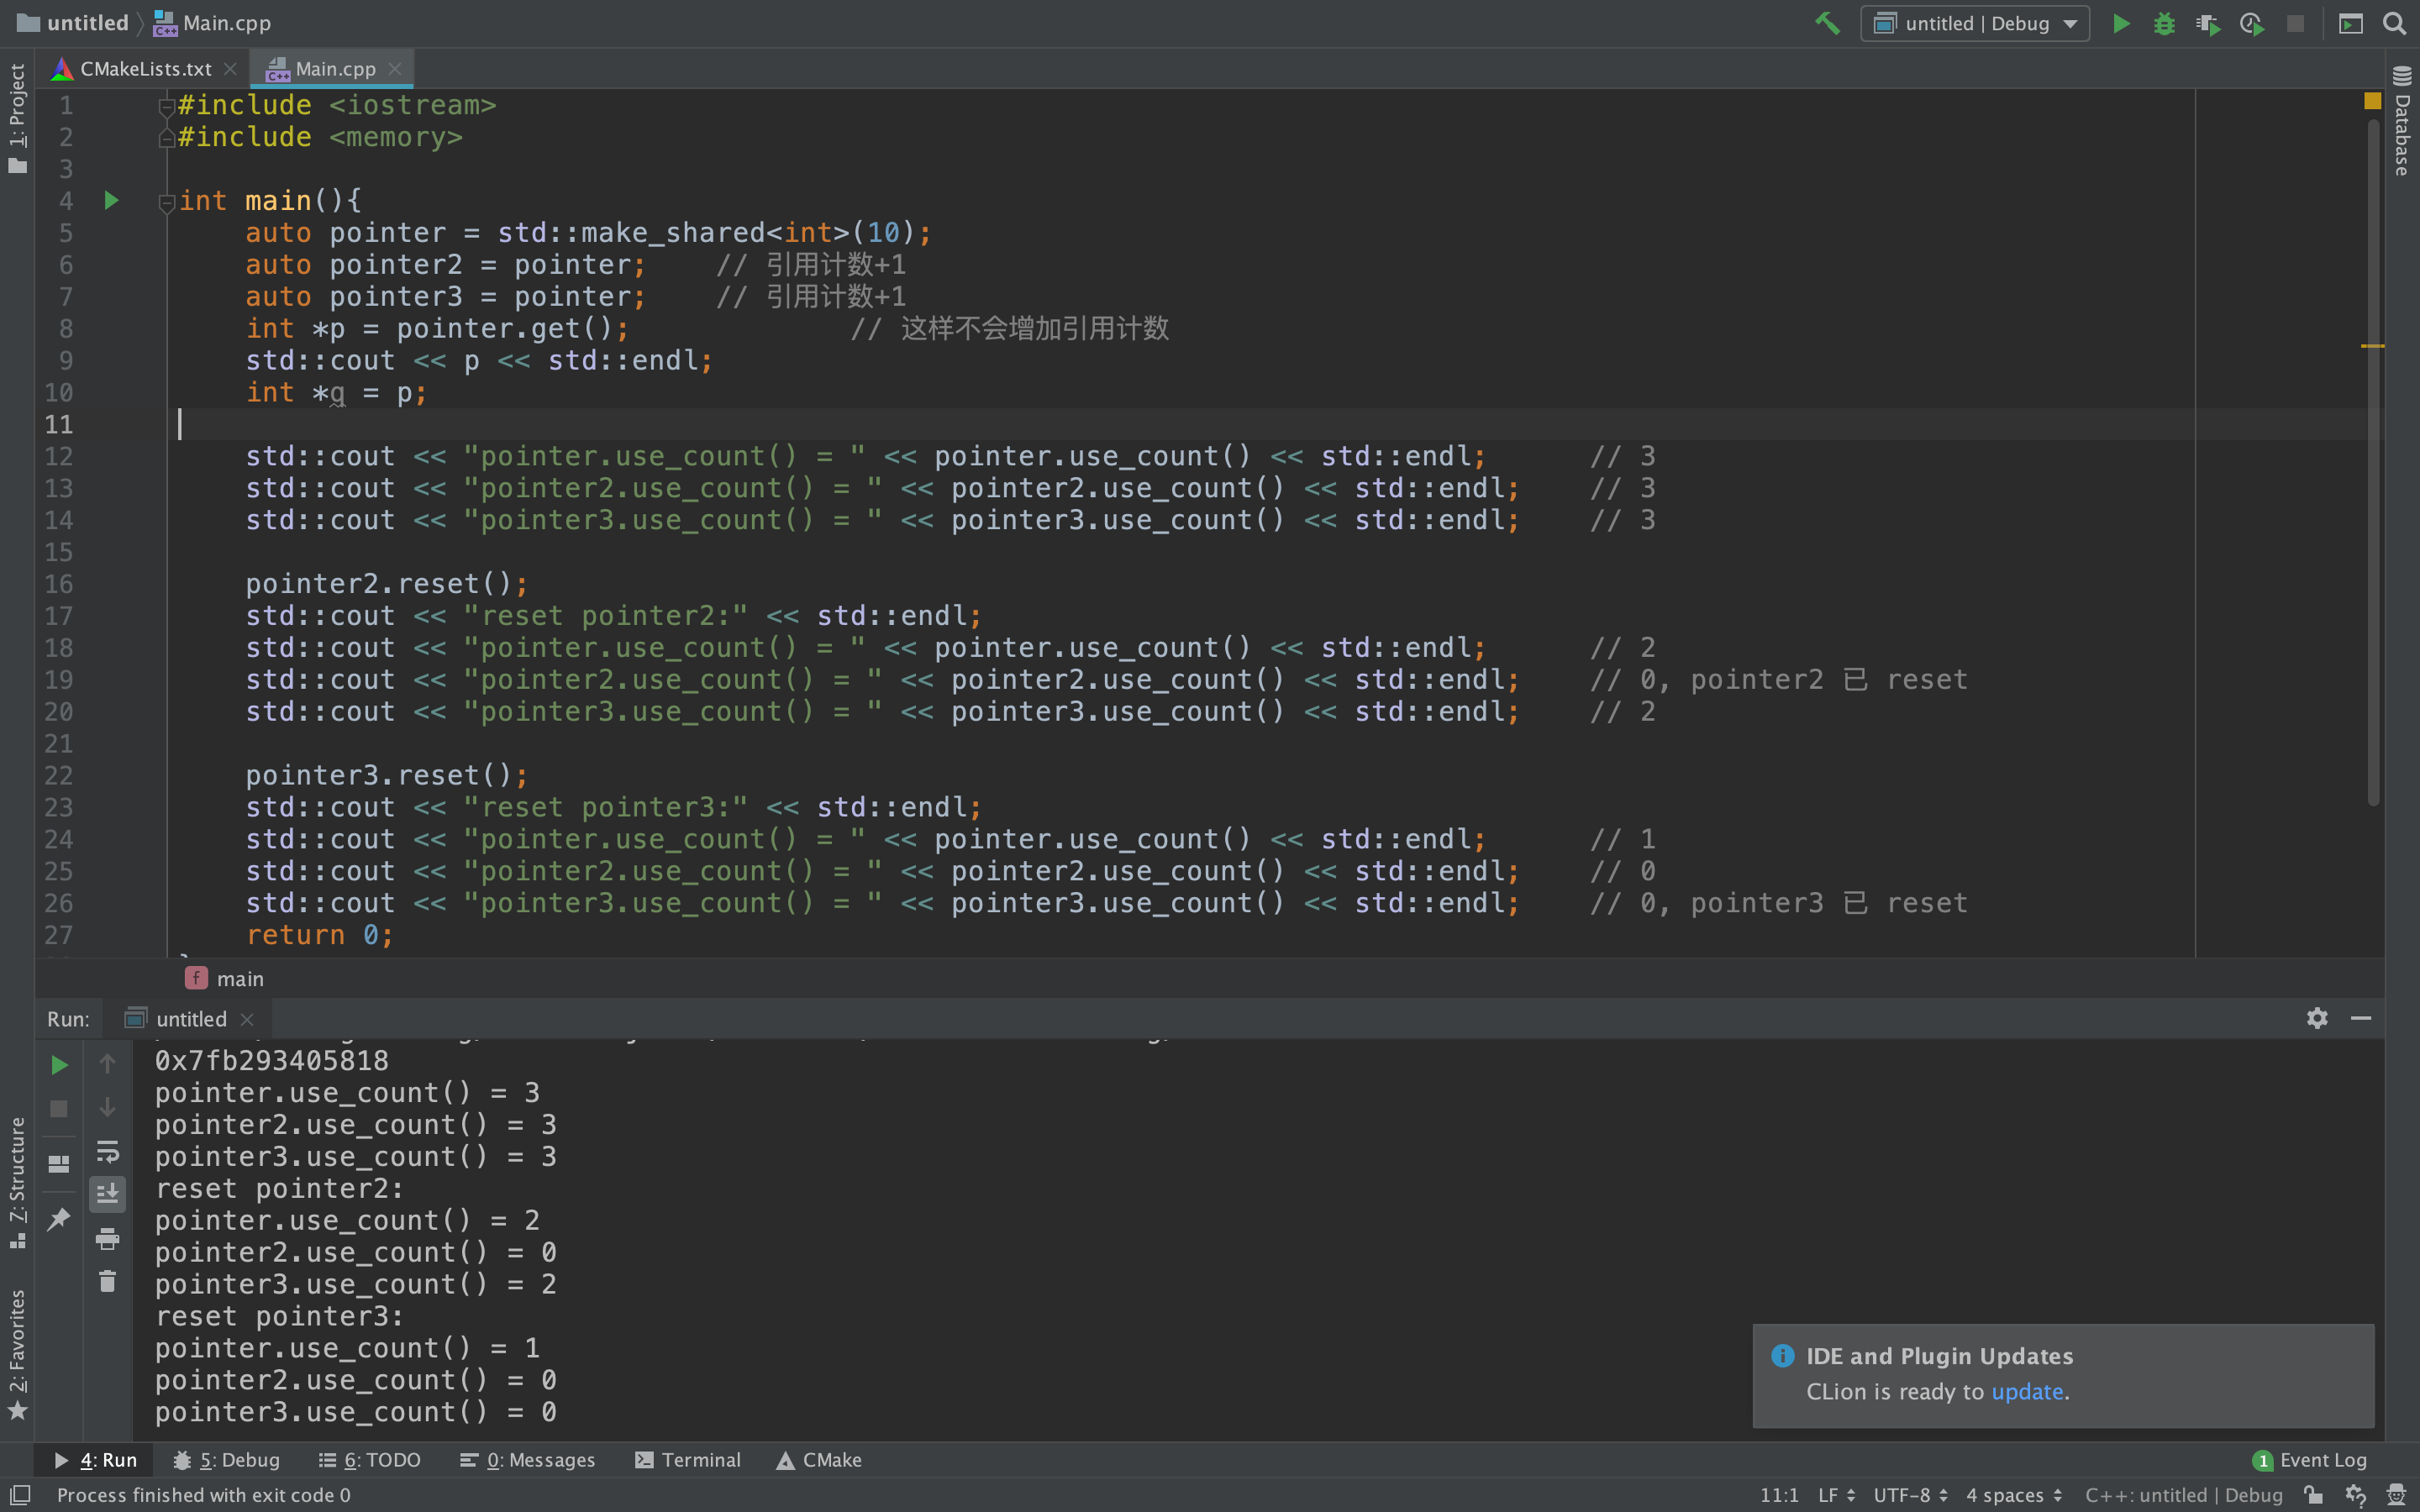 untitled Main.cpp untitled | Debug
CMakeLists.txt Main.cpp
1: Project
Database
1 #include <iostream>
2 #include <memory>
3
4 int main(){
5 auto pointer = std::make_shared<int>(10);
6 auto pointer2 = pointer; // 引用计数+1
7 auto pointer3 = pointer; // 引用计数+1
8 int *p = pointer.get(); // 这样不会增加引用计数
9 std::cout << p << std::endl;
10 int *q = p;
11
12 std::cout << "pointer.use_count() = " << pointer.use_count() << std::endl; // 3
13 std::cout << "pointer2.use_count() = " << pointer2.use_count() << std::endl; // 3
14 std::cout << "pointer3.use_count() = " << pointer3.use_count() << std::endl; // 3
15
16 pointer2.reset();
17 std::cout << "reset pointer2:" << std::endl;
18 std::cout << "pointer.use_count() = " << pointer.use_count() << std::endl; // 2
19 std::cout << "pointer2.use_count() = " << pointer2.use_count() << std::endl; // 0, pointer2 已 reset
20 std::cout << "pointer3.use_count() = " << pointer3.use_count() << std::endl; // 2
21
22 pointer3.reset();
23 std::cout << "reset pointer3:" << std::endl;
24 std::cout << "pointer.use_count() = " << pointer.use_count() << std::endl; // 1
25 std::cout << "pointer2.use_count() = " << pointer2.use_count() << std::endl; // 0
26 std::cout << "pointer3.use_count() = " << pointer3.use_count() << std::endl; // 0, pointer3 已 reset
27 return 0;
f main
Run: untitled
0x7fb293405818
pointer.use_count() = 3
pointer2.use_count() = 3
pointer3.use_count() = 3
reset pointer2:
pointer.use_count() = 2
pointer2.use_count() = 0
pointer3.use_count() = 2
reset pointer3:
pointer.use_count() = 1
pointer2.use_count() = 0
pointer3.use_count() = 0
Z: Structure
2: Favorites
IDE and Plugin Updates
CLion is ready to update.
4: Run 5: Debug 6: TODO 0: Messages Terminal CMake 1 Event Log
Process finished with exit code 0 11:1 LF UTF-8 4 spaces C++: untitled | Debug